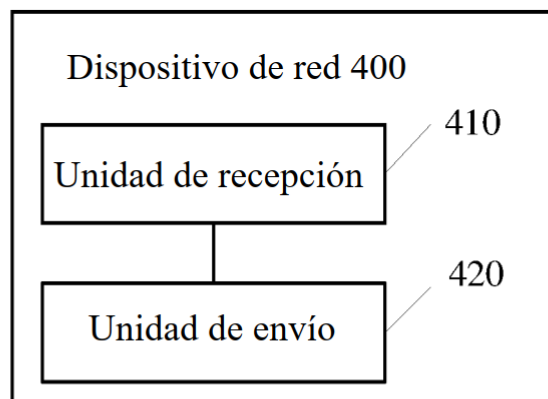 Dispositivo de red 400
410
Unidad de recepción
420
Unidad de envío